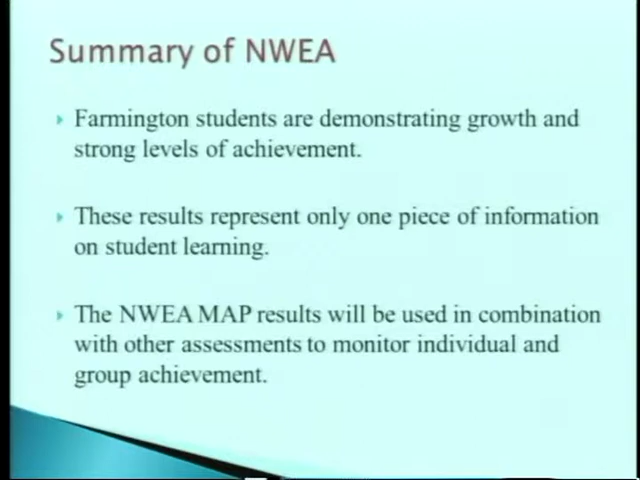 Summary of NWEA
Farmington students are demonstrating growth and
strong levels of achievement.
These results represent only one piece of information
on student learning.
The NWEA MAP results will be used in combination
with other assessments to monitor individual and
group achievement.